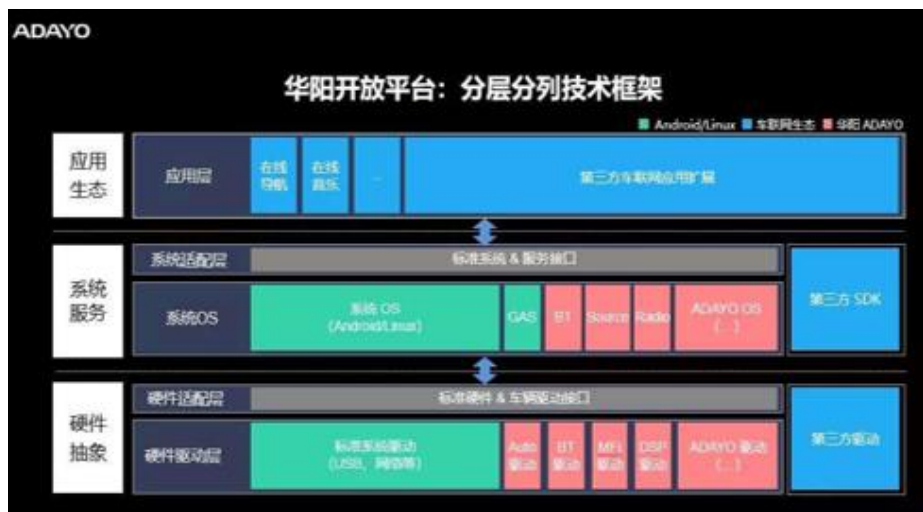 ADAYO
华阳开放平台：分层分列技术框架
Android/Linux 车联网生态 华阳 ADAYO
应用
生态
应用层
在线
导航
在线
音乐
...
第三方车联网应用扩展
系统
服务
系统适配层
标准系统 & 服务接口
系统OS
系统 OS
(Android/Linux)
GAS
BT
Source
Radio
ADAYO OS
(...)
第三方 SDK
硬件
抽象
硬件适配层
标准硬件 & 车辆驱动接口
硬件驱动层
标准系统驱动
(USB、网络等)
Auto
驱动
BT
驱动
MFi
驱动
DSP
驱动
ADAYO 驱动
(...)
第三方驱动